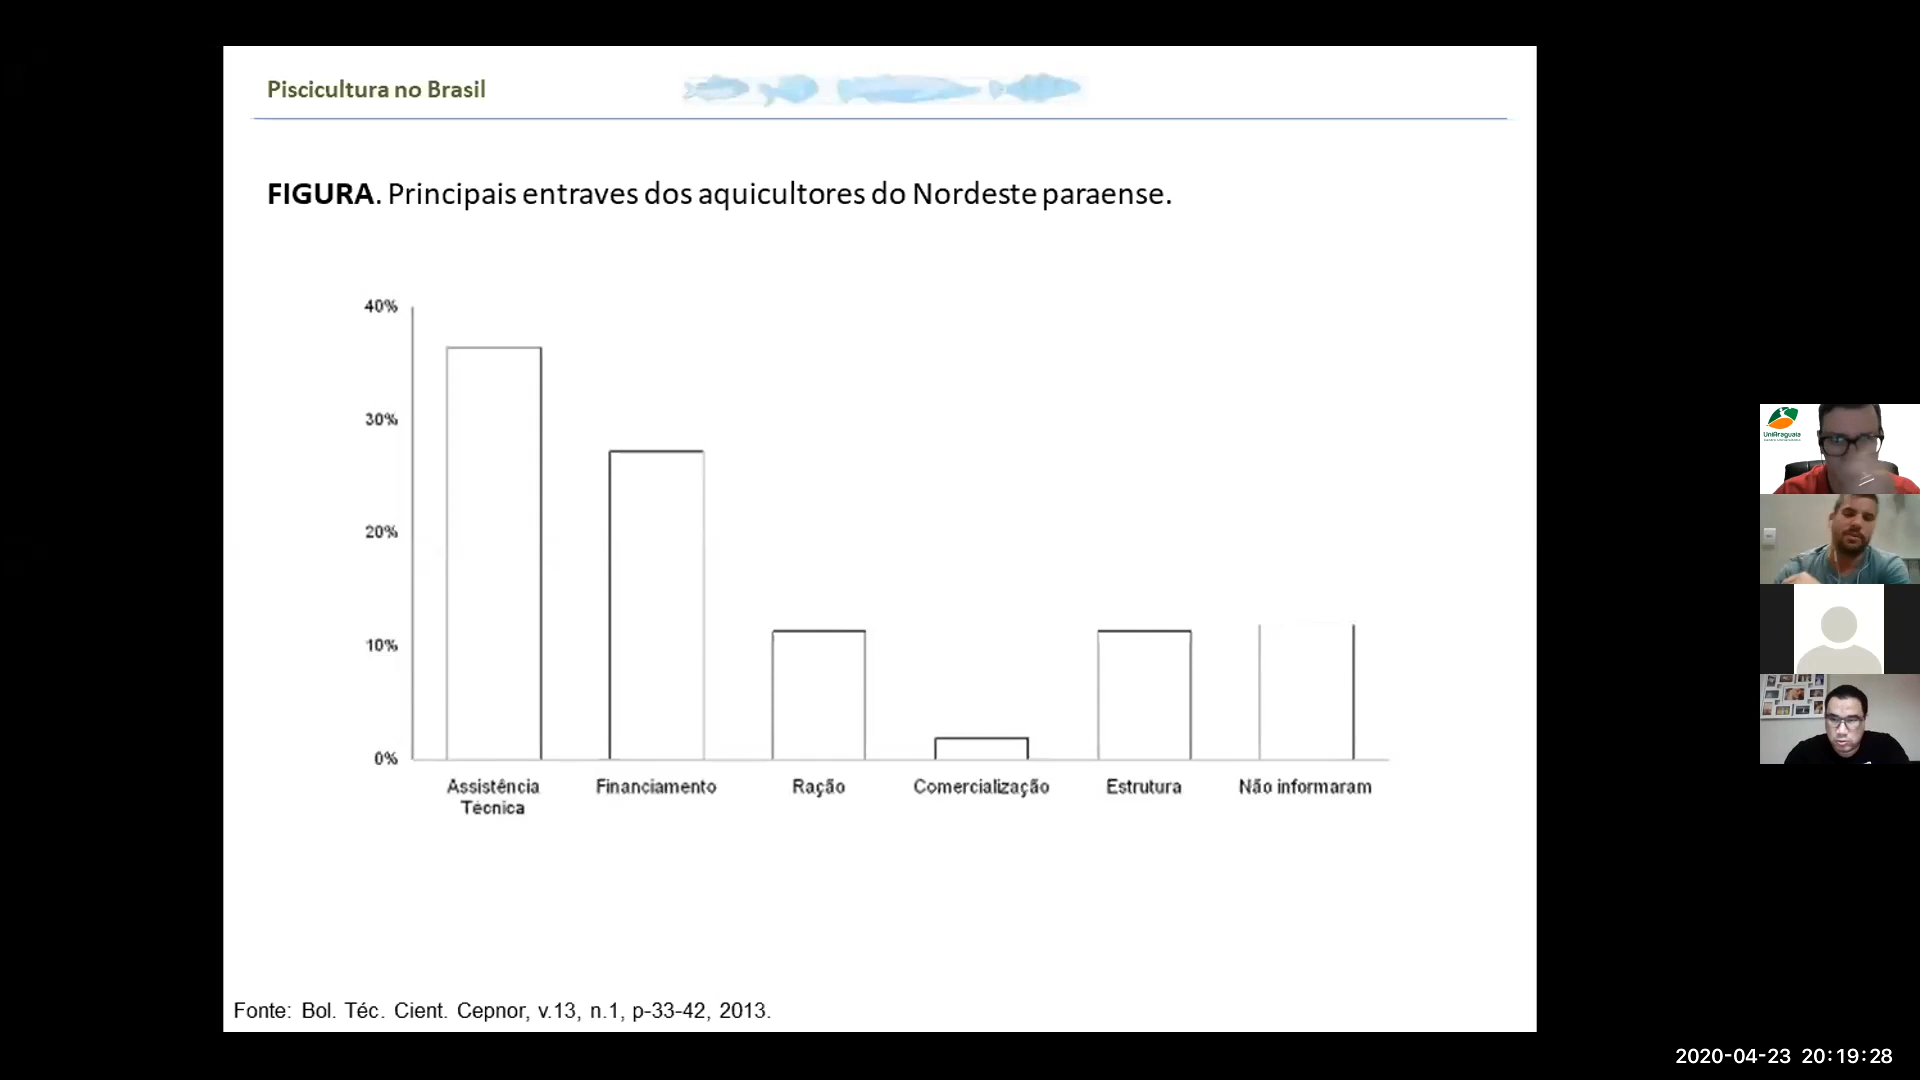 Piscicultura no Brasil
FIGURA. Principais entraves dos aquicultores do Nordeste paraense.
40%
30%
20%
10%
0%
Assistência
Técnica
Financiamento
Ração
Comercialização
Estrutura
Não informaram
Fonte: Bol. Téc. Cient. Cepnor, v.13, n.1, p-33-42, 2013.
UniAraguaia
2020-04-23 20:19:28